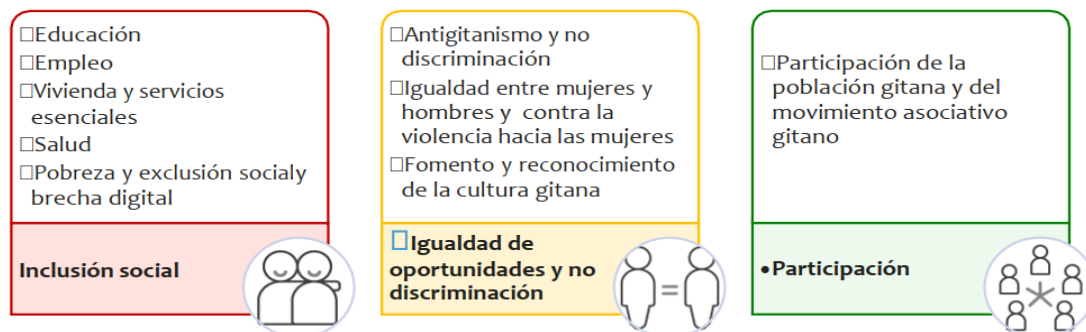 □Educación
□Empleo
□Vivienda y servicios
esenciales
□Salud
□Pobreza y exclusión socialy
brecha digital
Inclusión social
□Antigitanismo y no
discriminación
□Igualdad entre mujeres y
hombres y contra la
violencia hacia las mujeres
□Fomento y reconocimiento
de la cultura gitana
□Igualdad de
oportunidades y no
discriminación
□Participación de la
población gitana y del
movimiento asociativo
gitano
•Participación